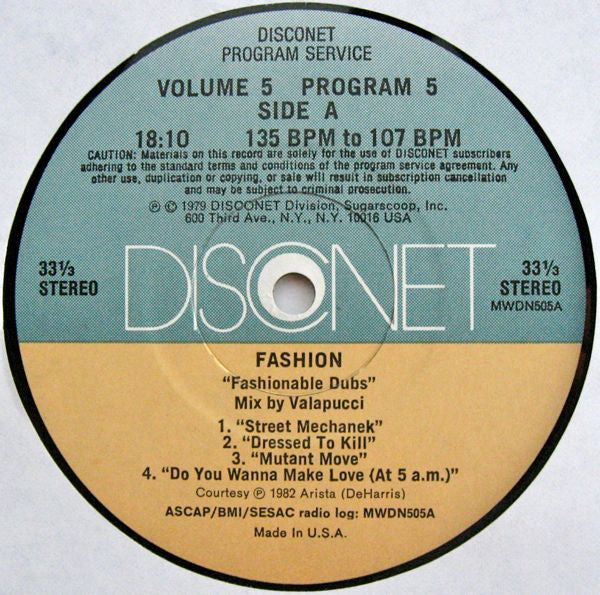 DISCONET
PROGRAM SERVICE
VOLUME 5 PROGRAM 5
SIDE A
18:10 135 BPM to 107 BPM
CAUTION: Materials on this record are solely for the use of DISCONET subscribers
adhering to the standard terms and conditions of the program service agreement. Any
other use, duplication or copying, or sale will result in subscription cancellation
and may be subject to criminal prosecution.
℗ © 1979 DISCONET Division, Sugarscoop, Inc.
600 Third Ave., N.Y., N.Y. 10016 USA
33⅓
STEREO
DISCONET
33⅓
STEREO
MWDN505A
FASHION
“Fashionable Dubs”
Mix by Valapucci
1. “Street Mechanek”
2. “Dressed To Kill”
3. “Mutant Move”
4. “Do You Wanna Make Love (At 5 a.m.)”
Courtesy ℗ 1982 Arista (DeHarris)
ASCAP/BMI/SESAC radio log: MWDN505A
Made in U.S.A.